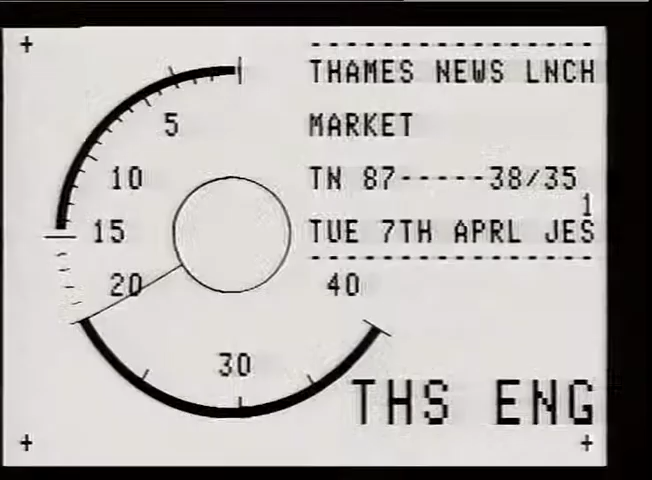 THAMES NEWS LNCH
MARKET
TN 87-----38/35
1
TUE 7TH APRL JES
5
10
15
20
30
40
THS ENG